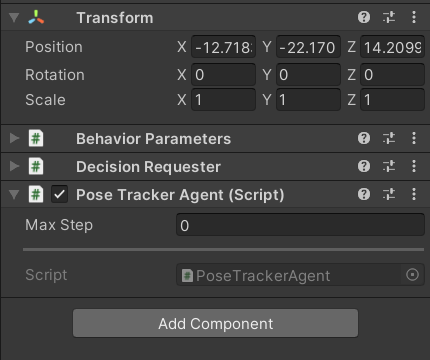 Transform
Position X -12.718 Y -22.170 Z 14.2099
Rotation X 0 Y 0 Z 0
Scale X 1 Y 1 Z 1
# Behavior Parameters
# Decision Requester
# Pose Tracker Agent (Script)
Max Step 0
Script # PoseTrackerAgent
Add Component